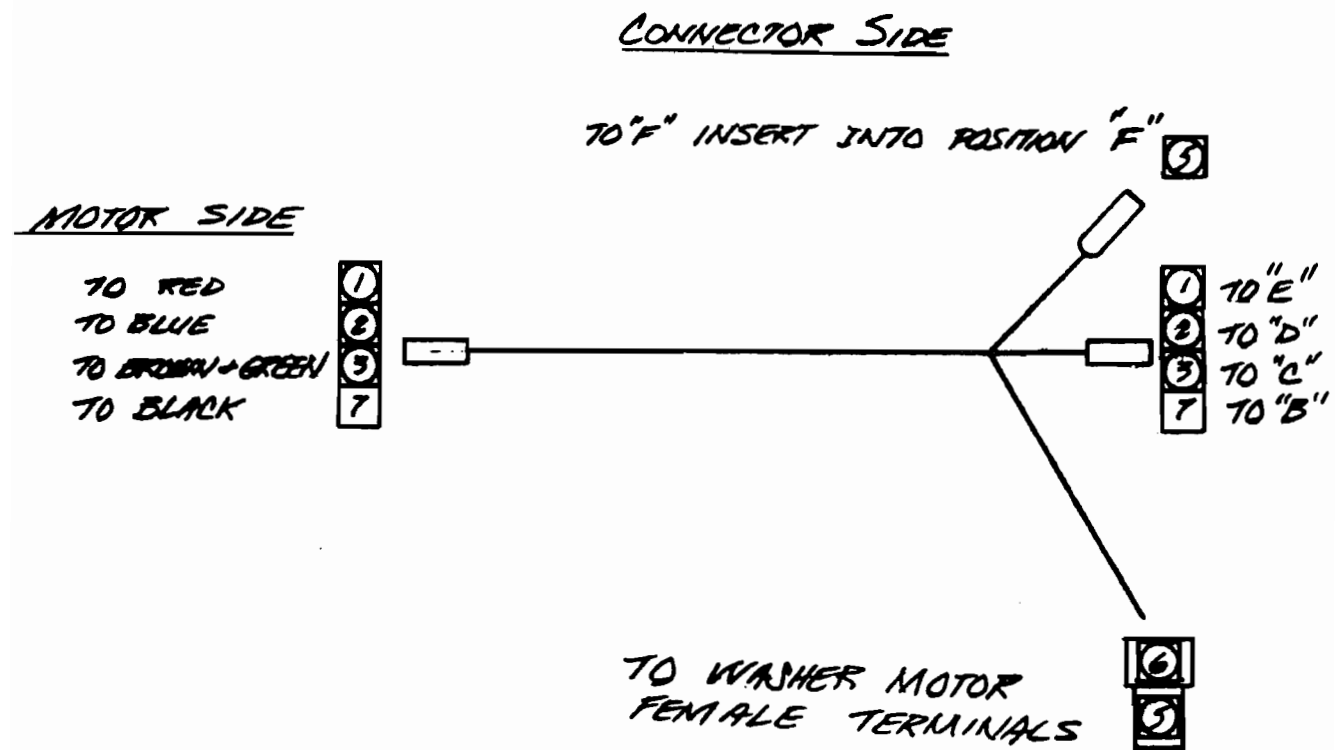 CONNECTOR SIDE
TO "F" INSERT INTO POSITION "F"
5
MOTOR SIDE
TO RED 1
TO BLUE 2
TO BROWN + GREEN 3
TO BLACK 7
1 TO "E"
2 TO "D"
3 TO "C"
7 TO "B"
6
TO WASHER MOTOR
FEMALE TERMINALS 5